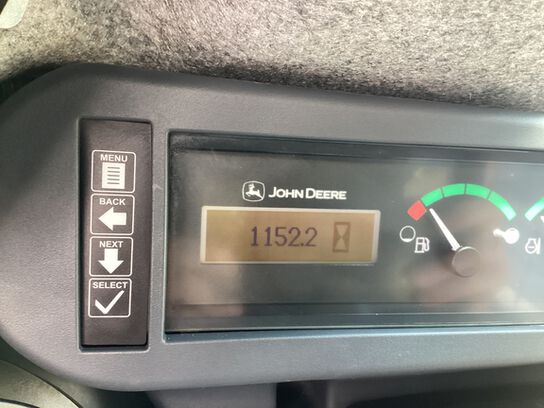 MENU
BACK
NEXT
SELECT
JOHN DEERE
1152.2